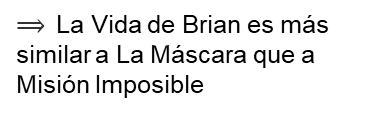 ⟹ La Vida de Brian es más
similar a La Máscara que a
Misión Imposible